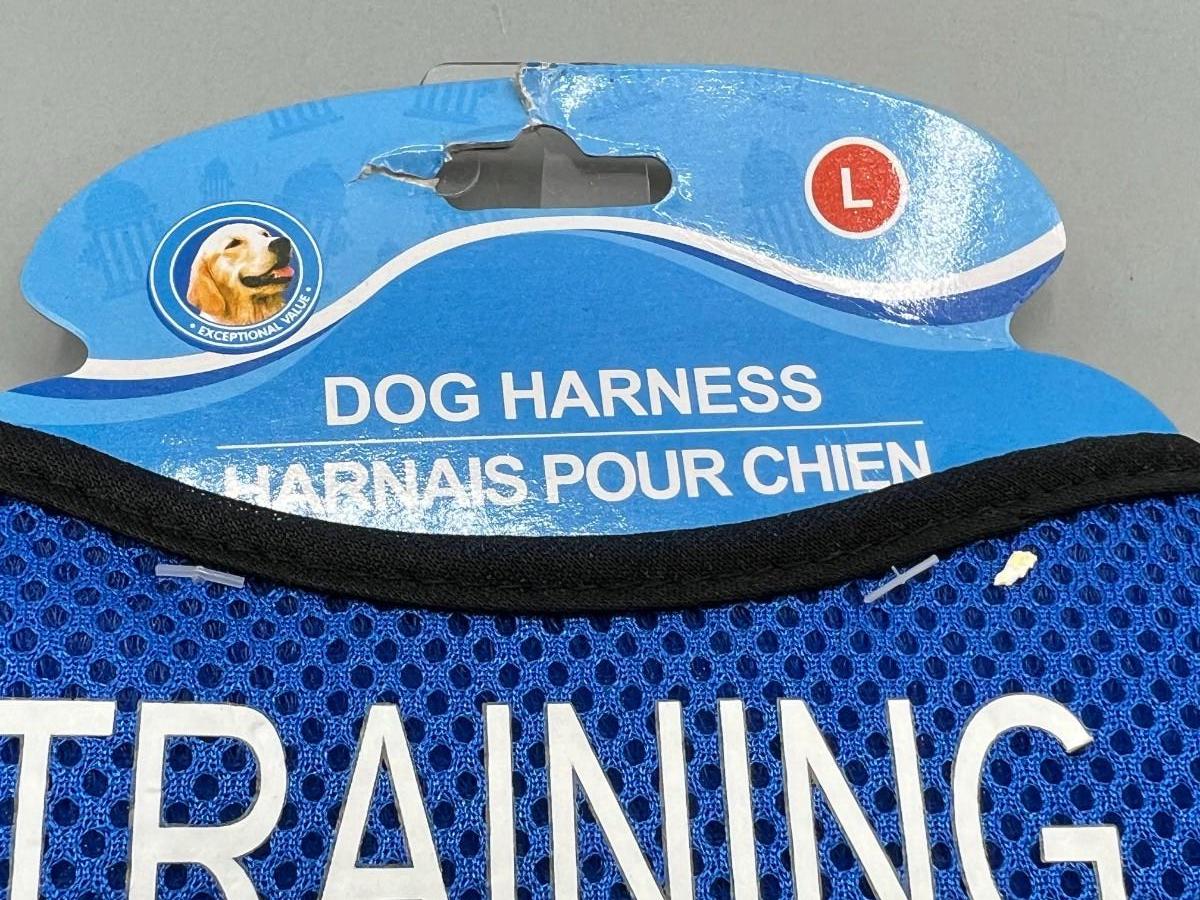 L
• EXCEPTIONAL VALUE •
DOG HARNESS
HARNAIS POUR CHIEN
TRAINING